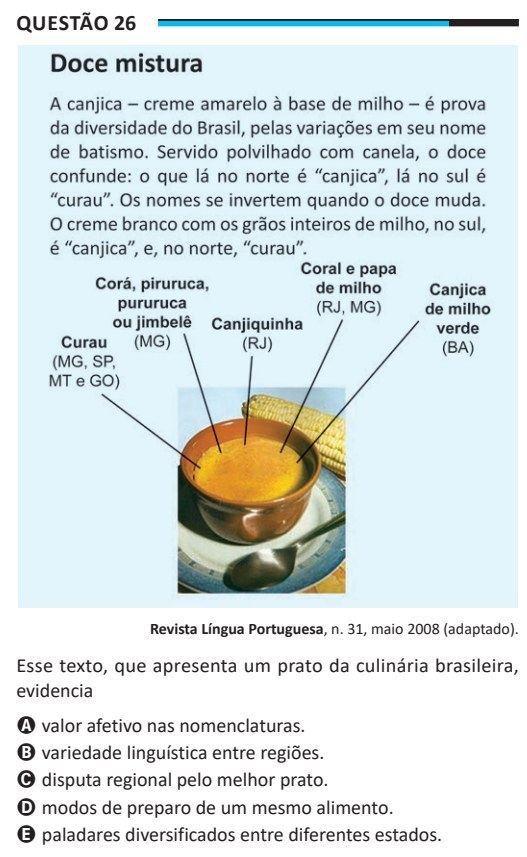 QUESTÃO 26
Doce mistura
A canjica – creme amarelo à base de milho – é prova
da diversidade do Brasil, pelas variações em seu nome
de batismo. Servido polvilhado com canela, o doce
confunde: o que lá no norte é “canjica”, lá no sul é
“curau”. Os nomes se invertem quando o doce muda.
O creme branco com os grãos inteiros de milho, no sul,
é “canjica”, e, no norte, “curau”.
Curau
(MG, SP,
MT e GO)
Corá, piruruca,
pururuca
ou jimbelê
(MG)
Canjiquinha
(RJ)
Coral e papa
de milho
(RJ, MG)
Canjica
de milho
verde
(BA)
Revista Língua Portuguesa, n. 31, maio 2008 (adaptado).
Esse texto, que apresenta um prato da culinária brasileira,
evidencia
A valor afetivo nas nomenclaturas.
B variedade linguística entre regiões.
C disputa regional pelo melhor prato.
D modos de preparo de um mesmo alimento.
E paladares diversificados entre diferentes estados.